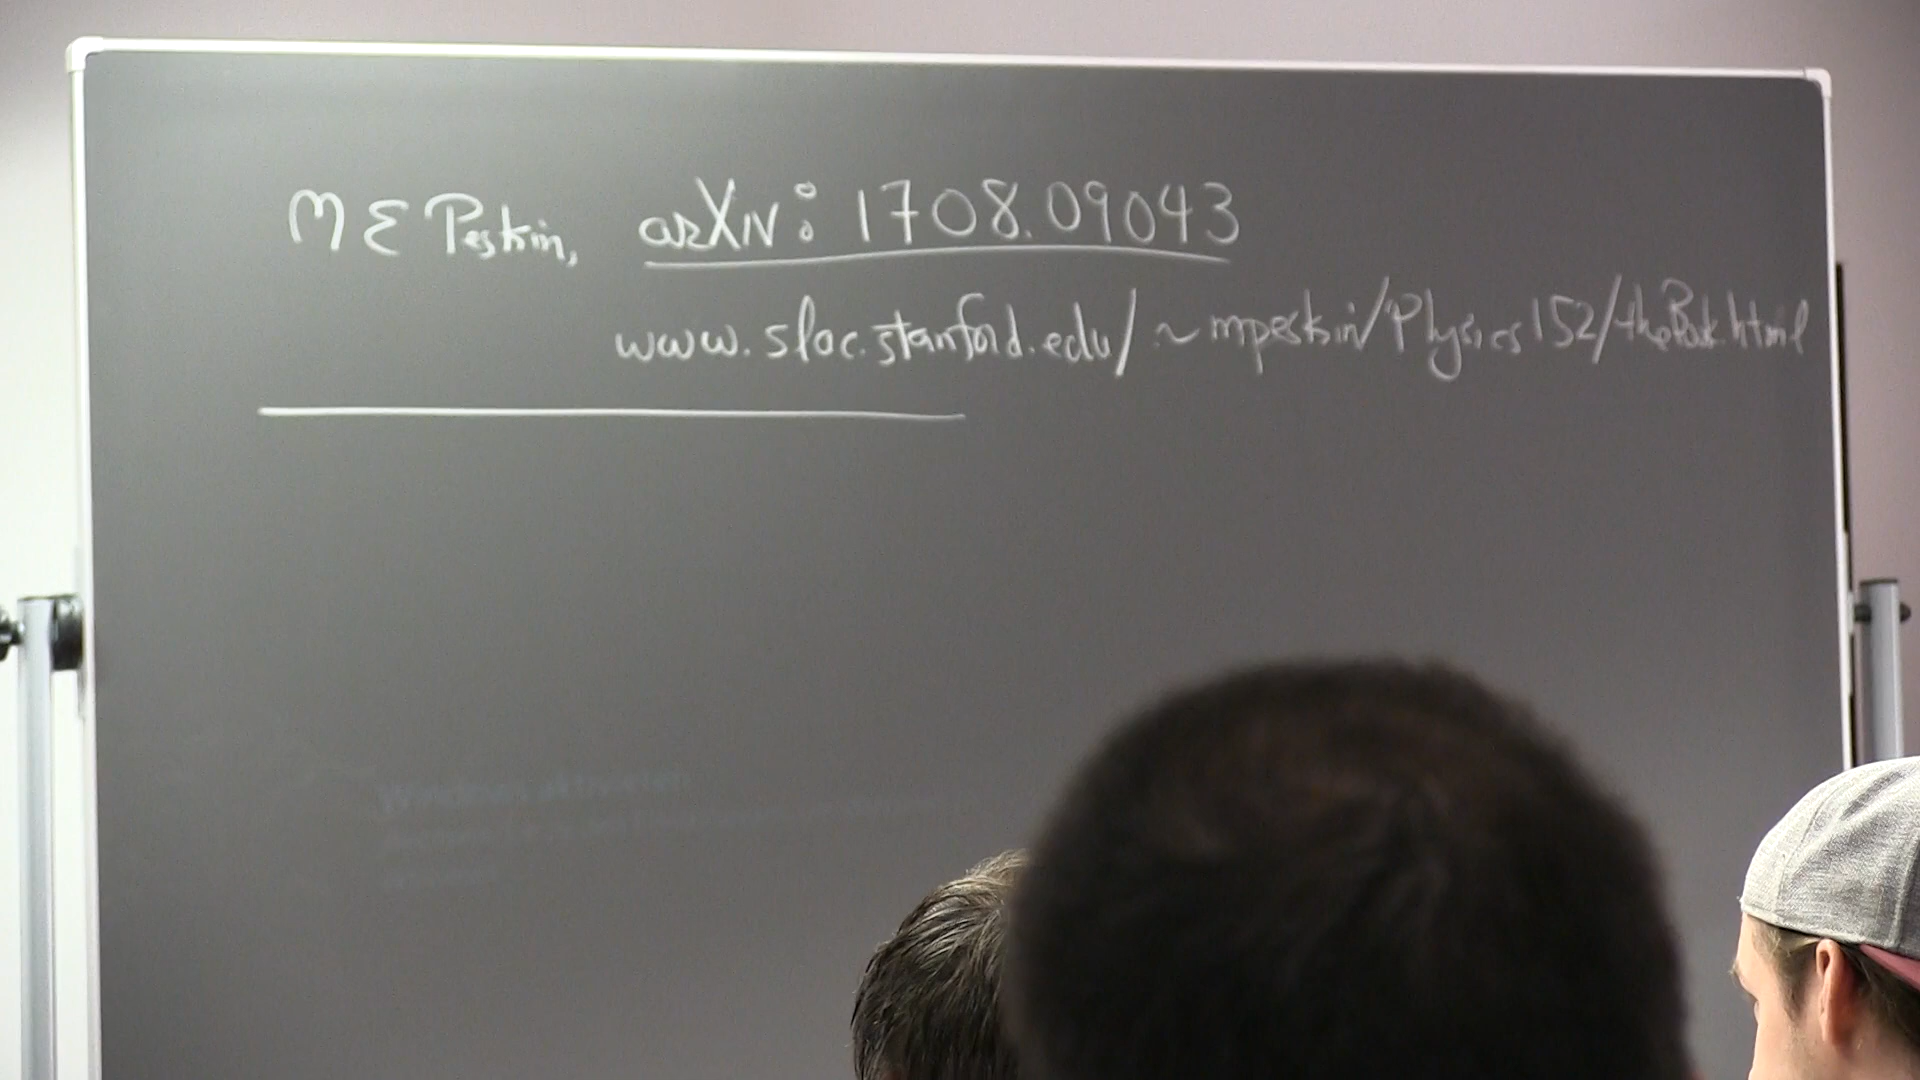 M E Peskin, arXiv: 1708.09043
www.slac.stanford.edu/~mpeskin/Physics152/theBook.html